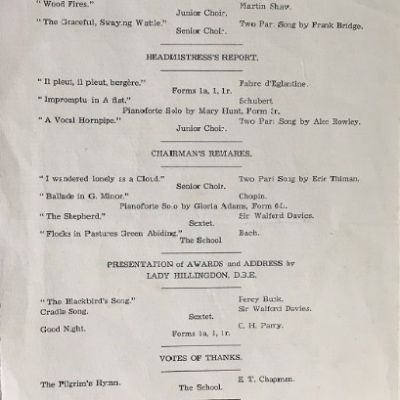 "Wood Fires." Martin Shaw.
Junior Choir.
"The Graceful, Swaying Wattle." Two Part Song by Frank Bridge.
Senior Choir.
HEADMISTRESS'S REPORT.
"Il pleut, il pleut, bergère." Fabre d'Eglantine.
Forms 1a, 1, 1r.
"Impromptu in A flat." Schubert
Pianoforte Solo by Mary Hunt, Form 1r.
"A Vocal Hornpipe." Two Part Song by Alec Rowley.
Junior Choir.
CHAIRMAN'S REMARKS.
"I wandered lonely as a Cloud." Two Part Song by Eric Thiman.
Senior Choir.
"Ballade in G. Minor." Chopin.
Pianoforte Solo by Gloria Adams, Form 6L.
"The Shepherd." Sir Walford Davies.
Sextet.
"Flocks in Pastures Green Abiding." Bach.
The School
PRESENTATION of AWARDS and ADDRESS by
LADY HILLINGDON, D.B.E.
"The Blackbird's Song." Percy Buck.
Cradle Song. Sir Walford Davies.
Sextet.
Good Night. C. H. Parry.
Forms 1a, 1, 1r.
VOTES OF THANKS.
The Pilgrim's Hymn. E T. Chapman.
The School.